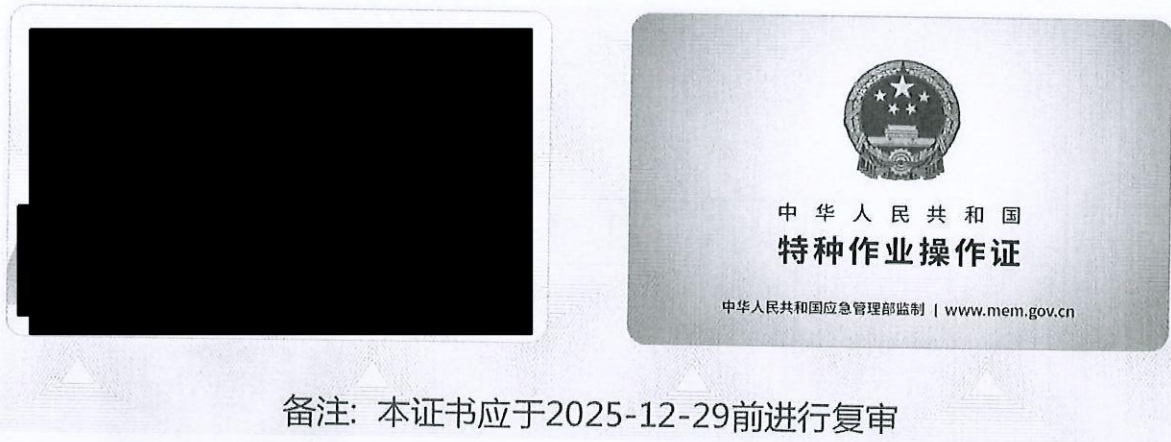 中华人民共和国
特种作业操作证
中华人民共和国应急管理部监制 | www.mem.gov.cn
备注: 本证书应于2025-12-29前进行复审